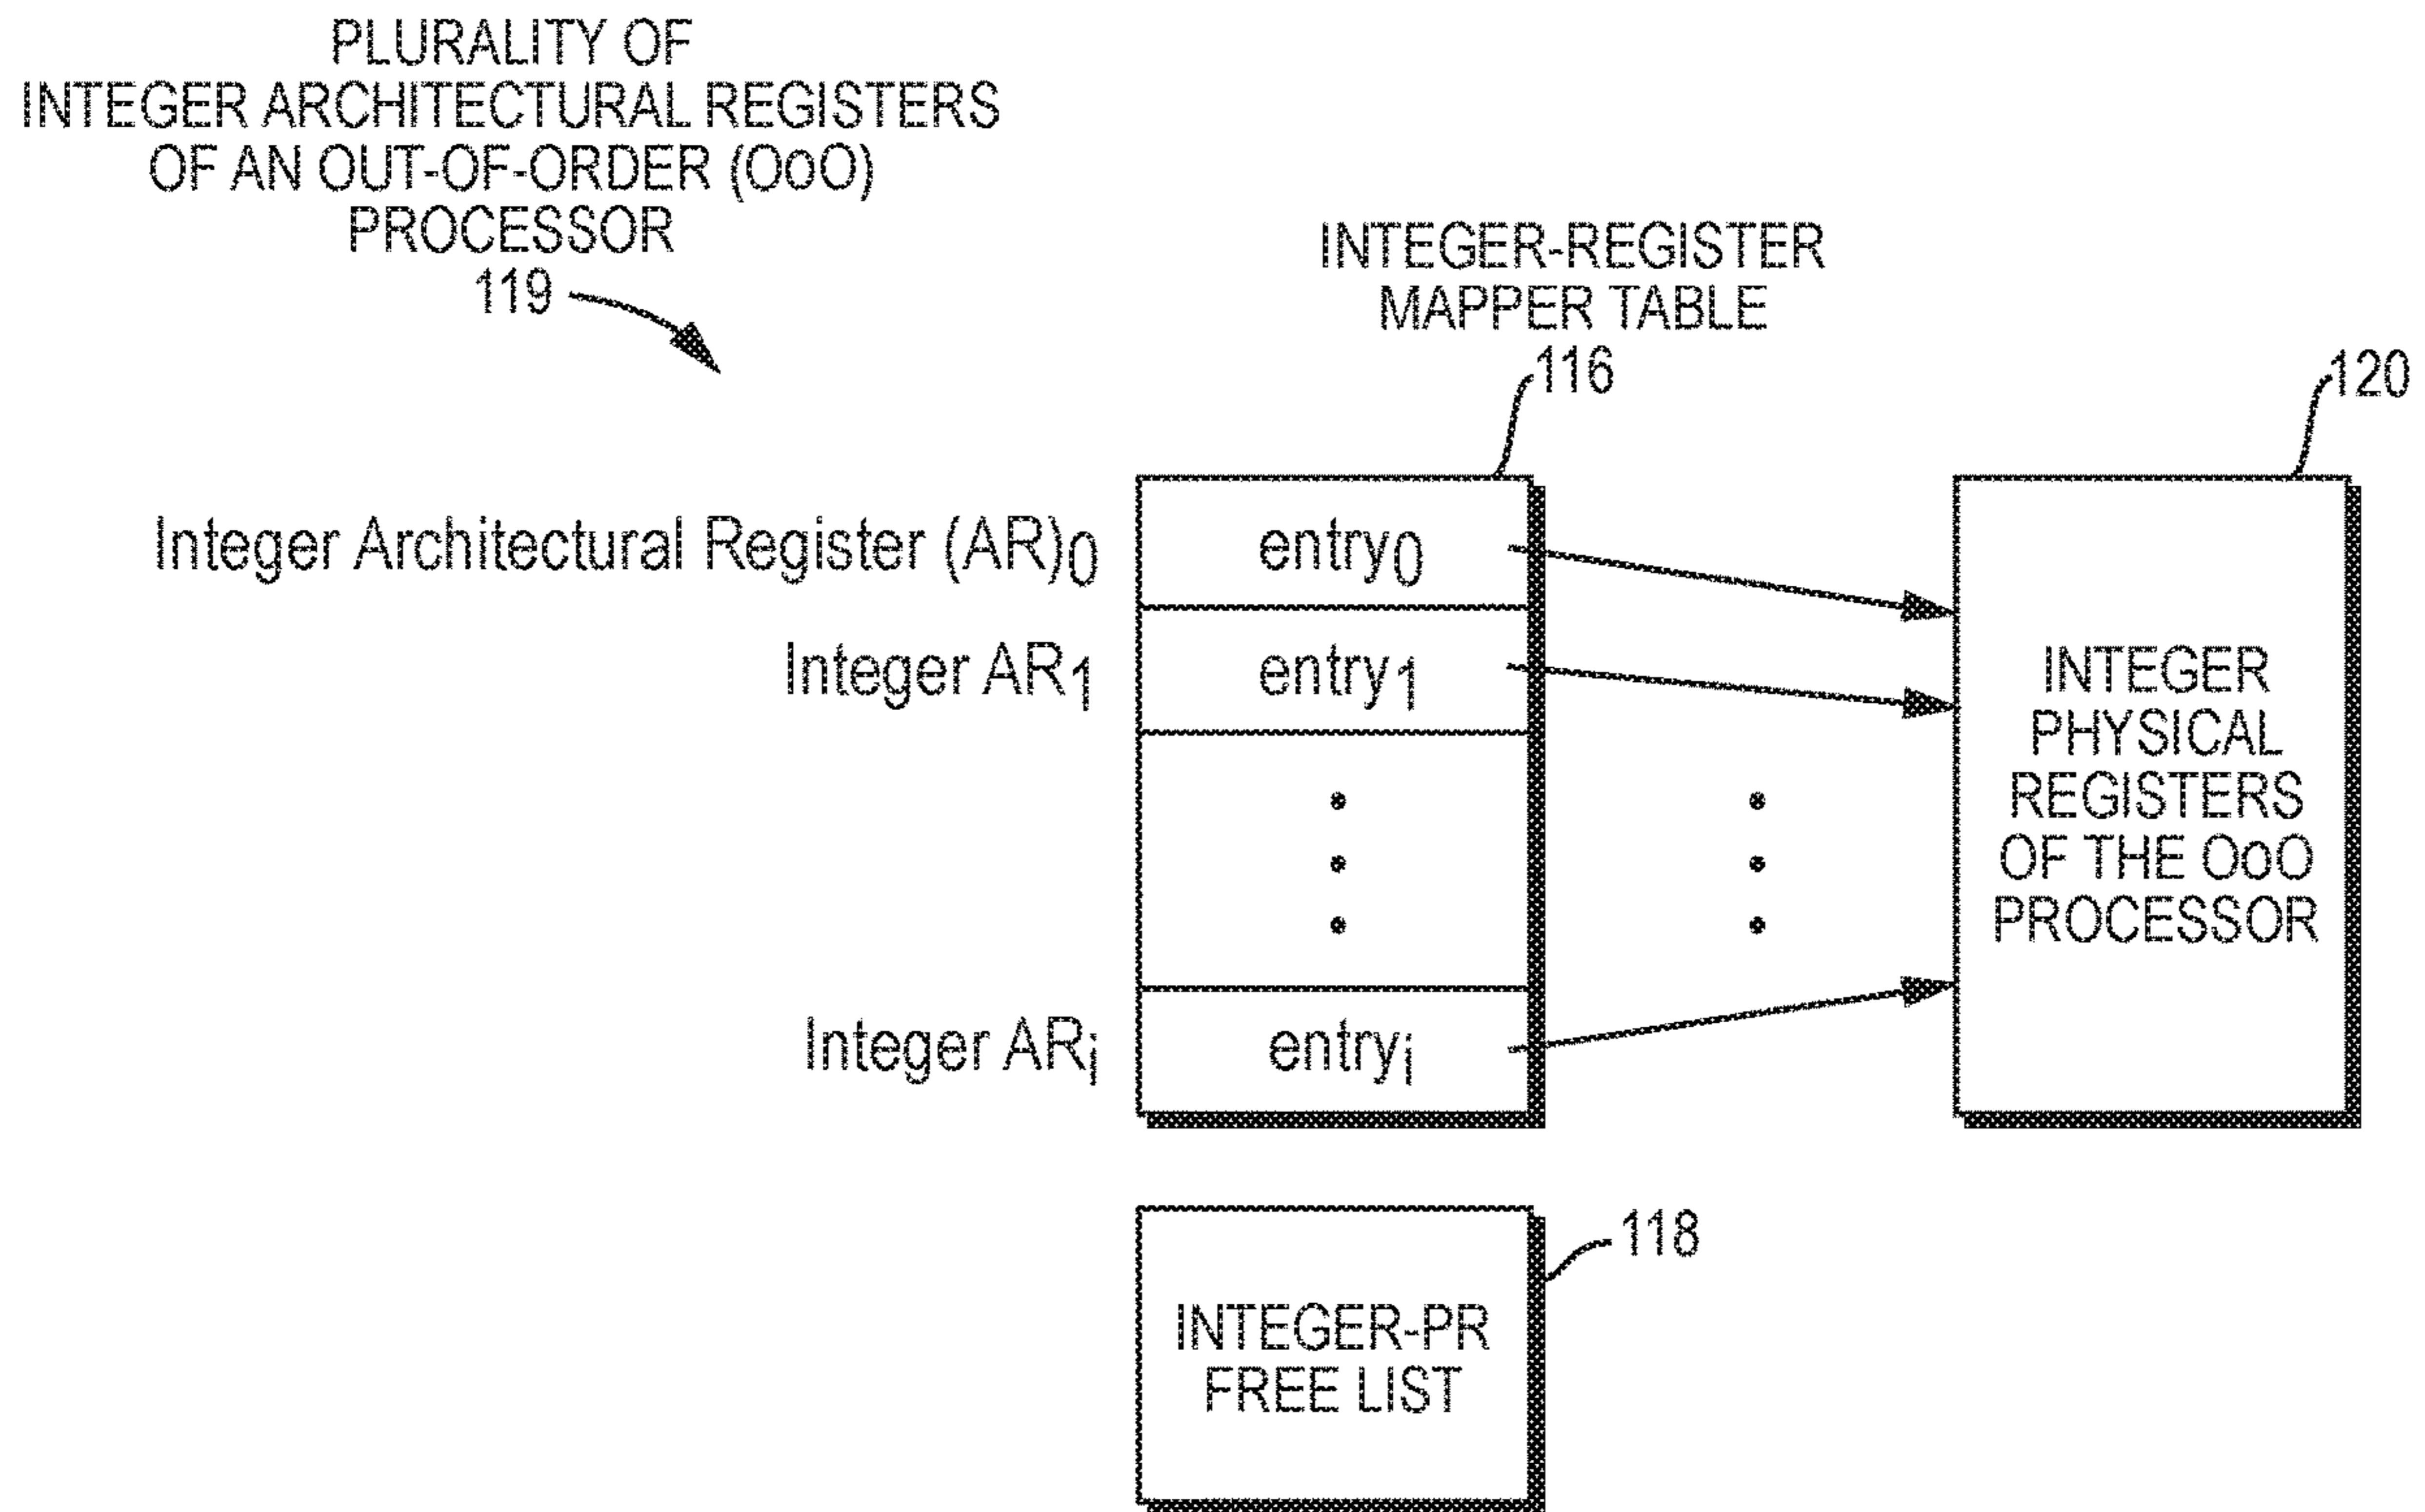 PLURALITY OF
INTEGER ARCHITECTURAL REGISTERS
OF AN OUT-OF-ORDER (OoO)
PROCESSOR
119
INTEGER-REGISTER
MAPPER TABLE
116
120
Integer Architectural Register (AR)0
entry0
Integer AR1
entry1
Integer ARi
entryi
INTEGER
PHYSICAL
REGISTERS
OF THE OoO
PROCESSOR
118
INTEGER-PR
FREE LIST